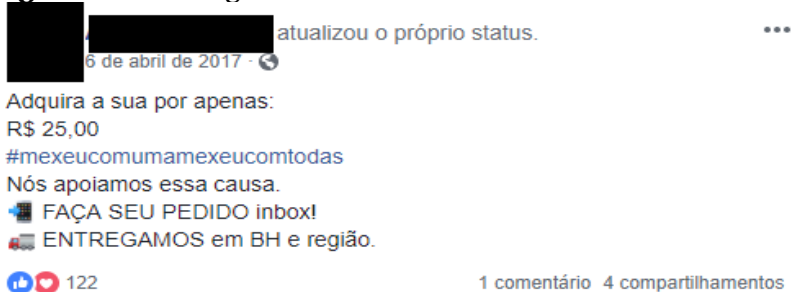 atualizou o próprio status.
6 de abril de 2017 ·
Adquira a sua por apenas:
R$ 25,00
#mexeucomumamexeucomtodas
Nós apoiamos essa causa.
FAÇA SEU PEDIDO inbox!
ENTREGAMOS em BH e região.
122 1 comentário 4 compartilhamentos